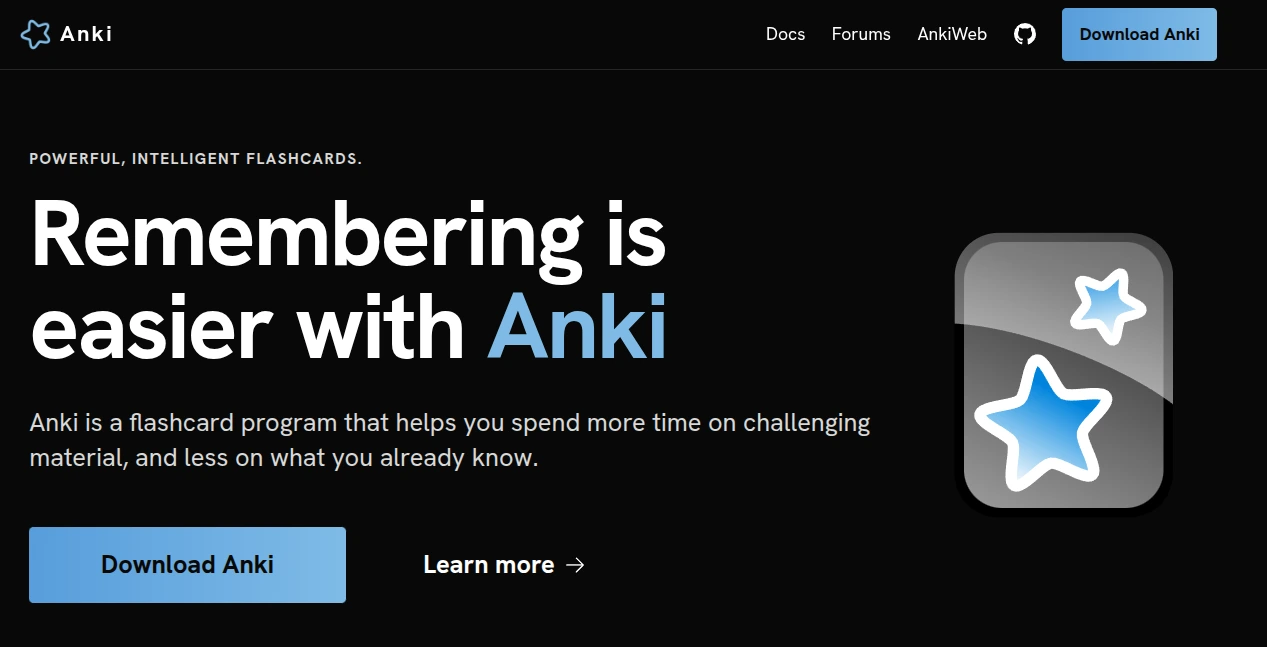 Anki
Docs
Forums
AnkiWeb
Download Anki
POWERFUL, INTELLIGENT FLASHCARDS.
Remembering is
easier with Anki
Anki is a flashcard program that helps you spend more time on challenging
material, and less on what you already know.
Download Anki
Learn more →